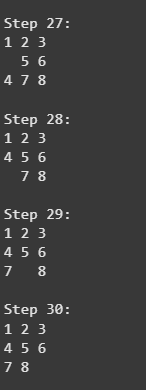 Step 27:
1 2 3
  5 6
4 7 8
Step 28:
1 2 3
4 5 6
  7 8
Step 29:
1 2 3
4 5 6
7   8
Step 30:
1 2 3
4 5 6
7 8